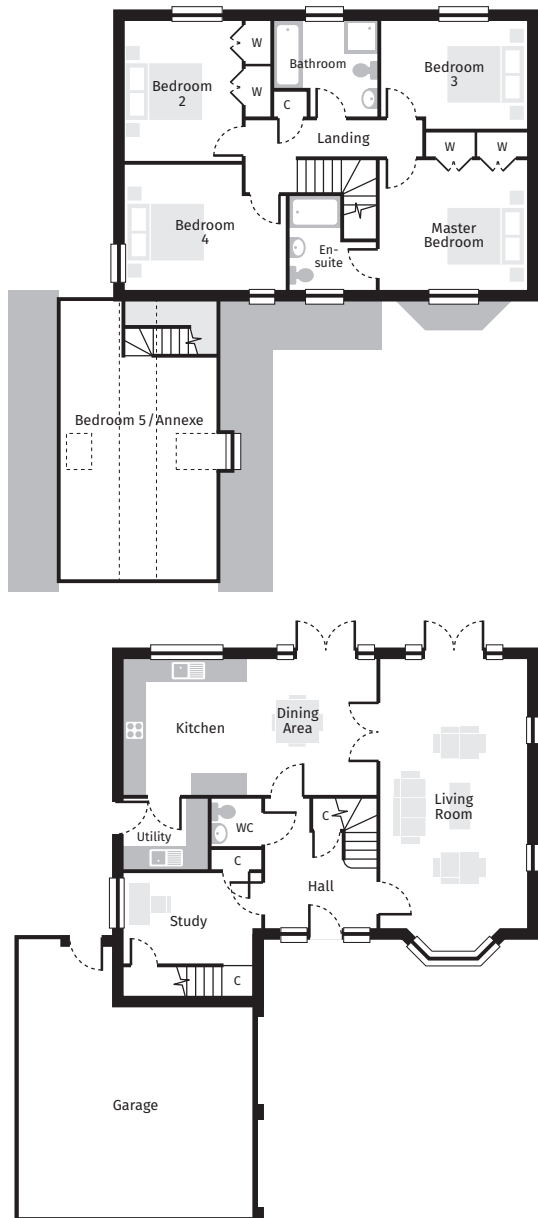 W
Bathroom
Bedroom
3
Bedroom
2
W
C
Landing
W
W
Bedroom
4
Master
Bedroom
En-
suite
Bedroom 5 / Annexe
Kitchen
Dining
Area
Living
Room
C
WC
Utility
C
Hall
Study
C
Garage